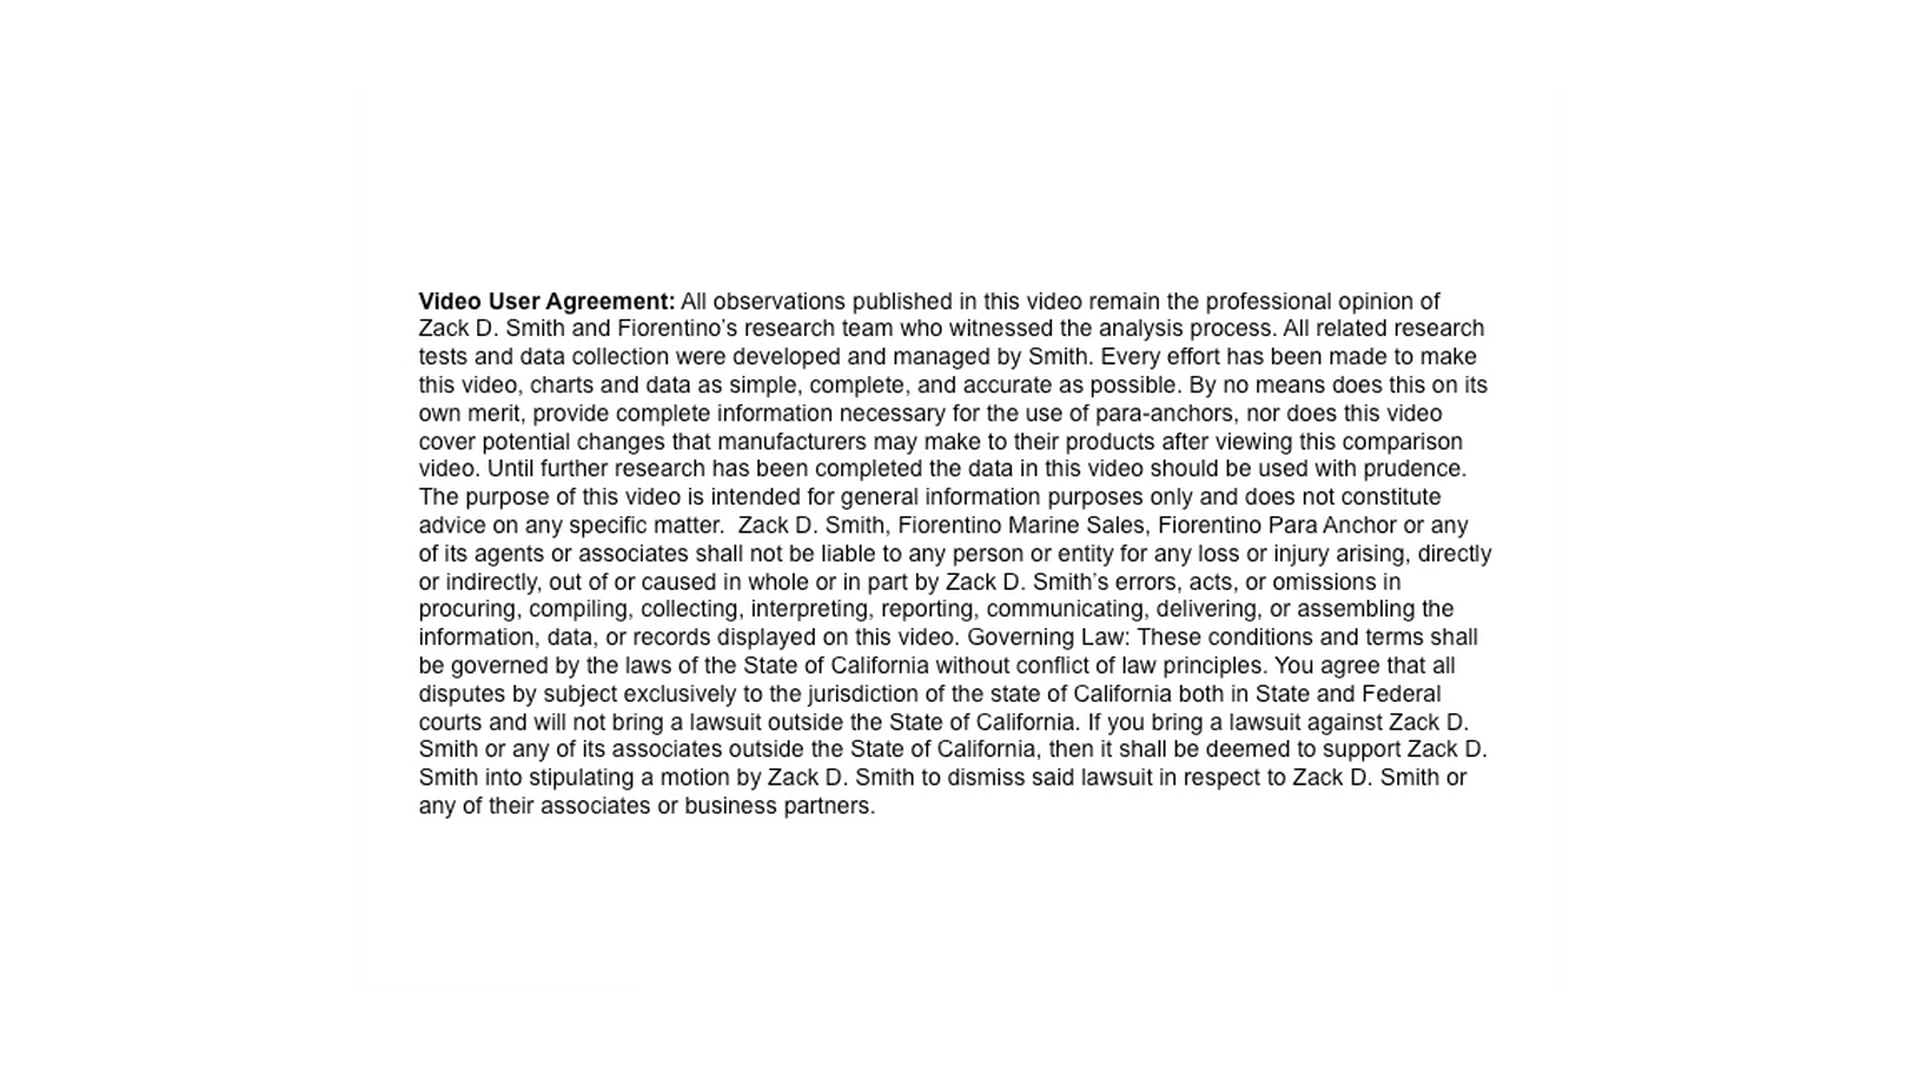 Video User Agreement: All observations published in this video remain the professional opinion of
Zack D. Smith and Fiorentino's research team who witnessed the analysis process. All related research
tests and data collection were developed and managed by Smith. Every effort has been made to make
this video, charts and data as simple, complete, and accurate as possible. By no means does this on its
own merit, provide complete information necessary for the use of para-anchors, nor does this video
cover potential changes that manufacturers may make to their products after viewing this comparison
video. Until further research has been completed the data in this video should be used with prudence.
The purpose of this video is intended for general information purposes only and does not constitute
advice on any specific matter.  Zack D. Smith, Fiorentino Marine Sales, Fiorentino Para Anchor or any
of its agents or associates shall not be liable to any person or entity for any loss or injury arising, directly
or indirectly, out of or caused in whole or in part by Zack D. Smith's errors, acts, or omissions in
procuring, compiling, collecting, interpreting, reporting, communicating, delivering, or assembling the
information, data, or records displayed on this video. Governing Law: These conditions and terms shall
be governed by the laws of the State of California without conflict of law principles. You agree that all
disputes by subject exclusively to the jurisdiction of the state of California both in State and Federal
courts and will not bring a lawsuit outside the State of California. If you bring a lawsuit against Zack D.
Smith or any of its associates outside the State of California, then it shall be deemed to support Zack D.
Smith into stipulating a motion by Zack D. Smith to dismiss said lawsuit in respect to Zack D. Smith or
any of their associates or business partners.